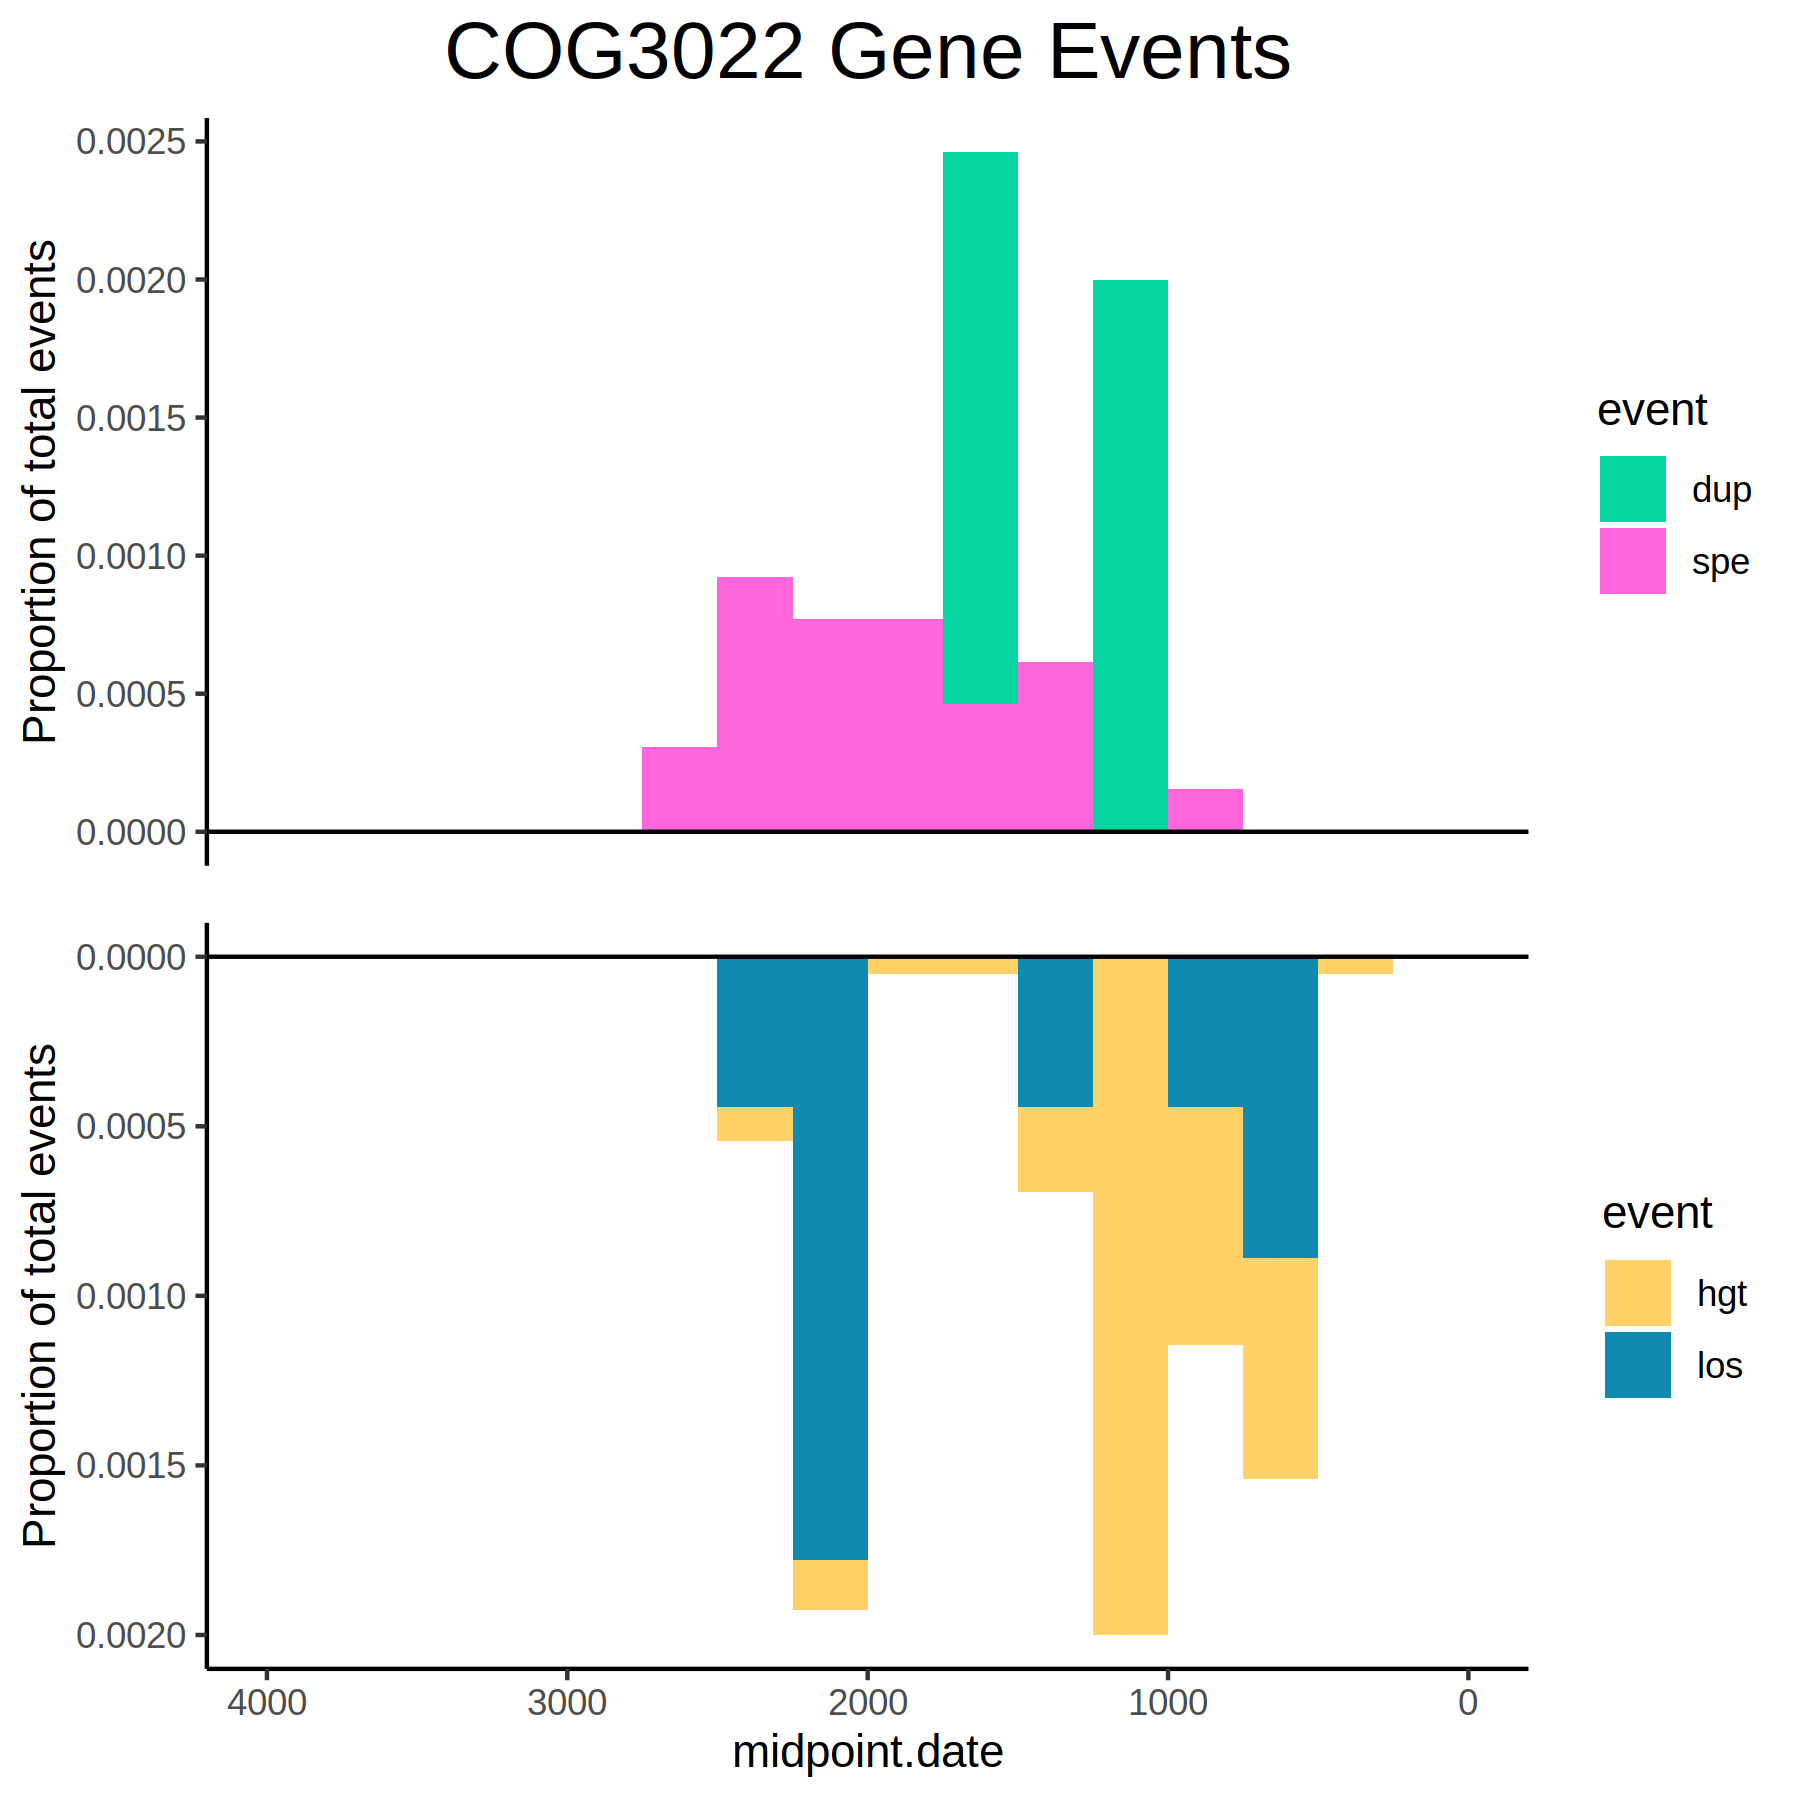 COG3022 Gene Events
Proportion of total events
0.0025
0.0020
0.0015
0.0010
0.0005
0.0000
event
dup
spe
Proportion of total events
0.0000
0.0005
0.0010
0.0015
0.0020
event
hgt
los
4000 3000 2000 1000 0
midpoint.date